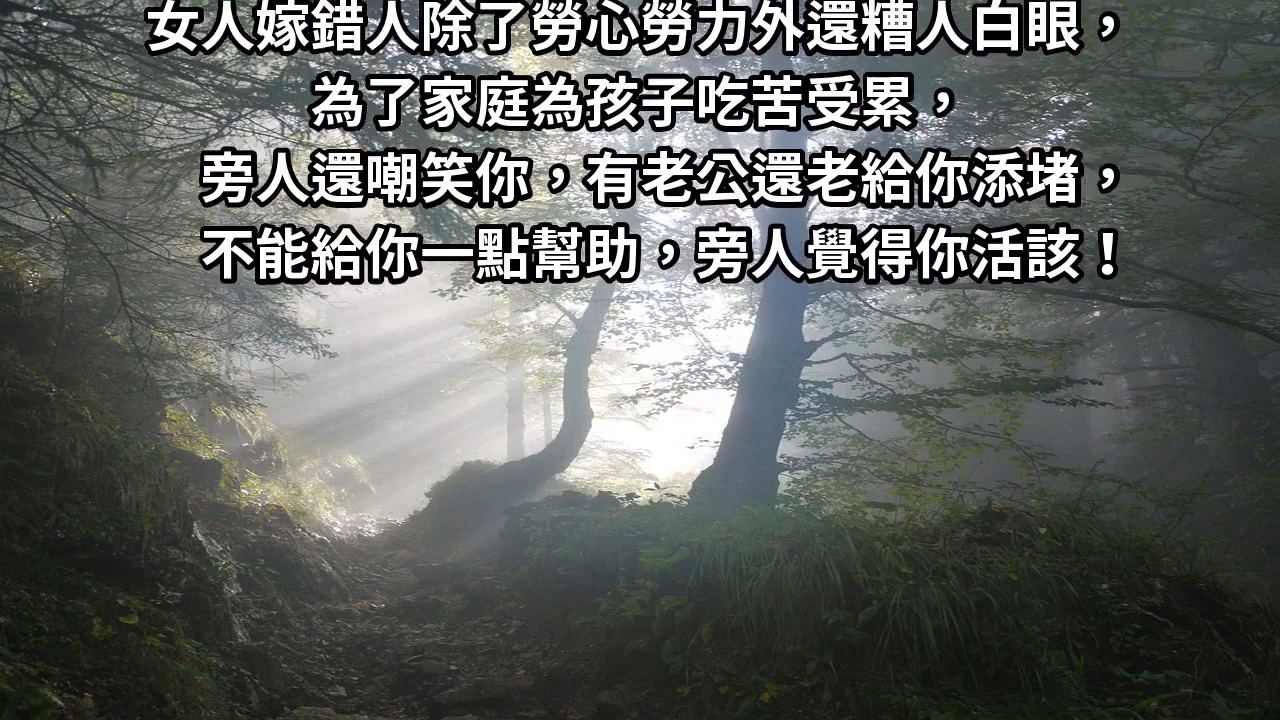 女人嫁錯人除了勞心勞力外還糟人白眼，
為了家庭為孩子吃苦受累，
旁人還嘲笑你，有老公還老給你添堵，
不能給你一點幫助，旁人覺得你活該！